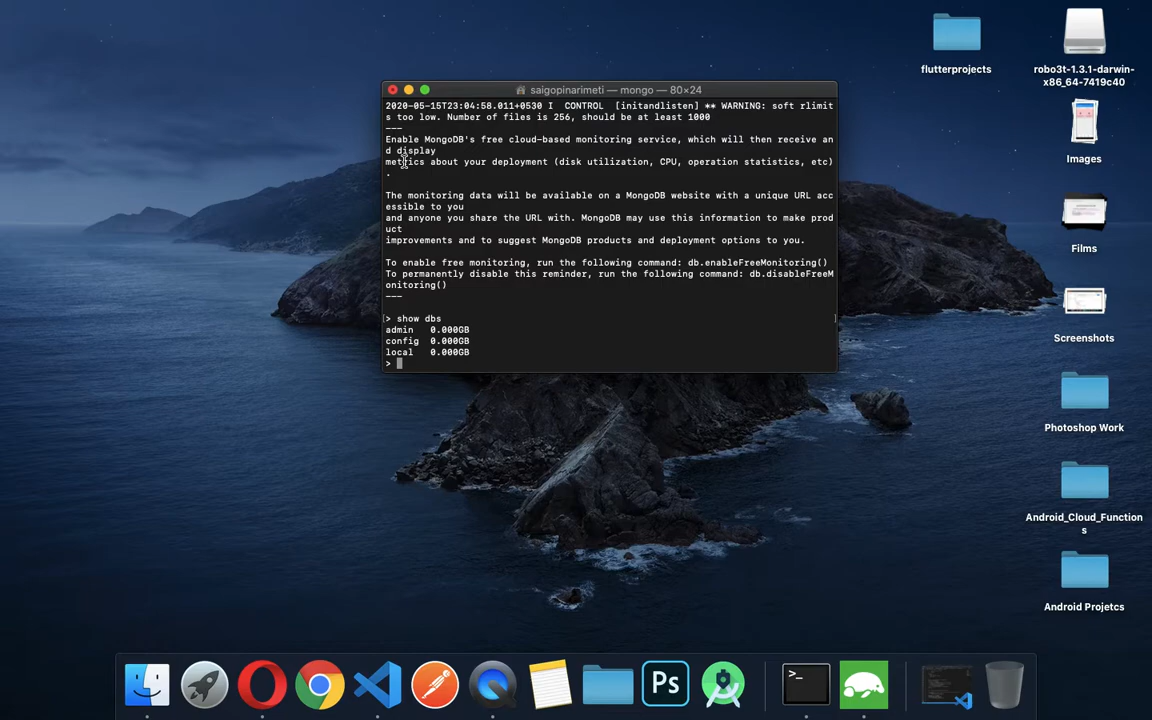 saigopinarimeti — mongo — 80×24
2020-05-15T23:04:58.011+0530 I  CONTROL  [initandlisten] ** WARNING: soft rlimit
s too low. Number of files is 256, should be at least 1000
---
Enable MongoDB's free cloud-based monitoring service, which will then receive an
d display
metrics about your deployment (disk utilization, CPU, operation statistics, etc)
.
The monitoring data will be available on a MongoDB website with a unique URL acc
essible to you
and anyone you share the URL with. MongoDB may use this information to make prod
uct
improvements and to suggest MongoDB products and deployment options to you.
To enable free monitoring, run the following command: db.enableFreeMonitoring()
To permanently disable this reminder, run the following command: db.disableFreeM
onitoring()
---
> show dbs
admin   0.000GB
config  0.000GB
local   0.000GB
>
flutterprojects
robo3t-1.3.1-darwin-
x86_64-7419c40
Images
Films
Screenshots
Photoshop Work
Android_Cloud_Function
s
Android Projetcs
Ps
>_